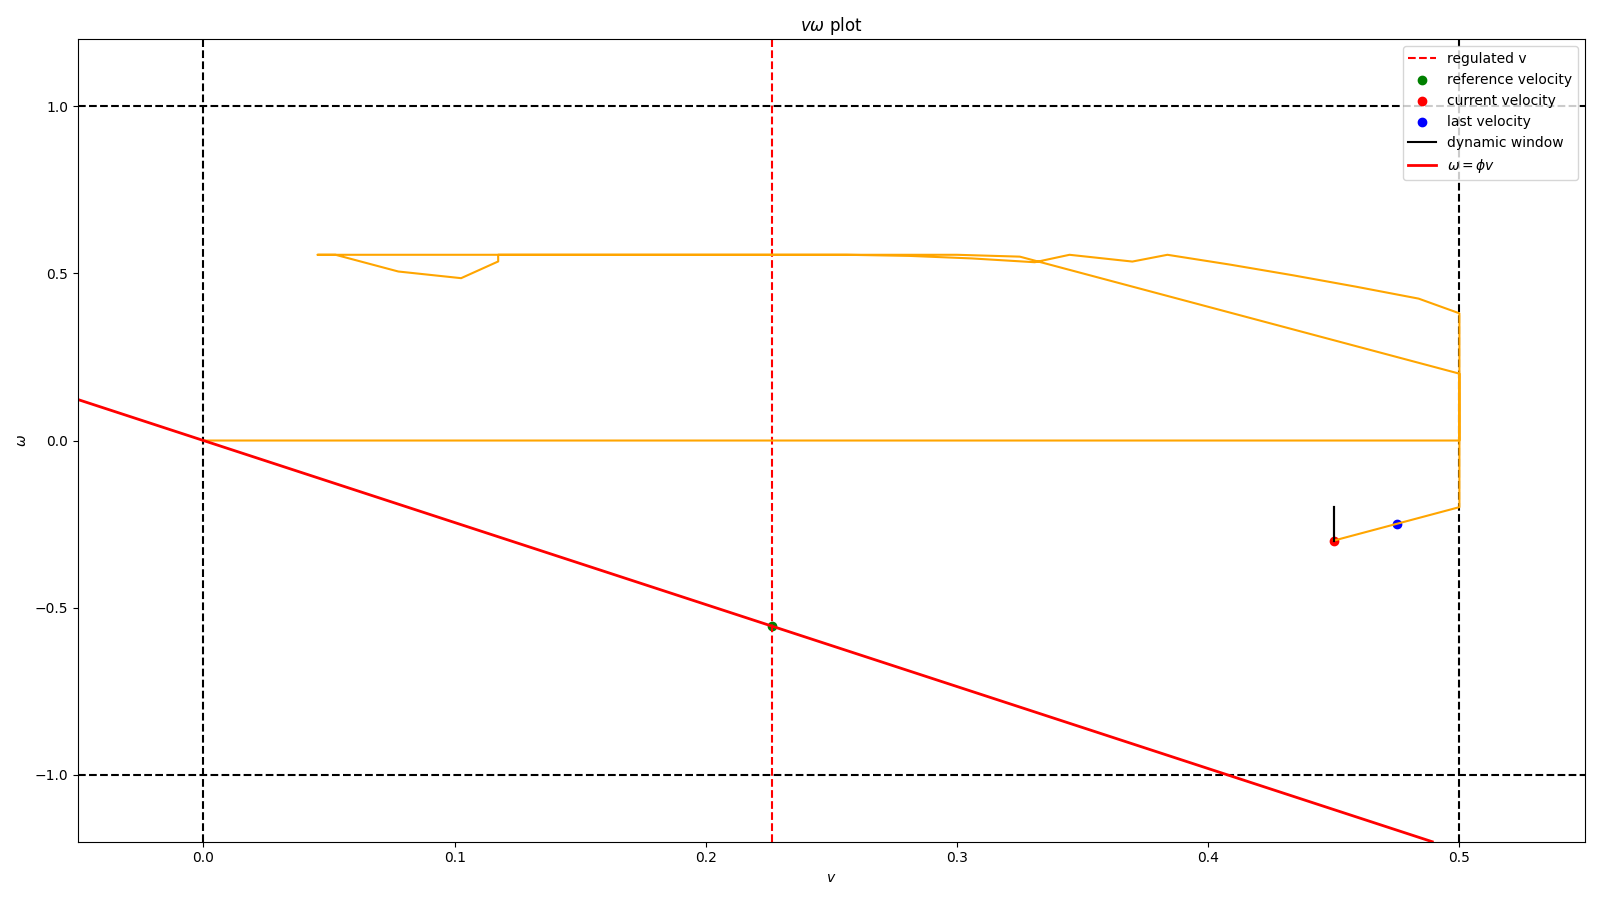 vω plot
regulated v
reference velocity
current velocity
last velocity
dynamic window
ω = ϕv
1.0
0.5
0.0
−0.5
−1.0
ω
0.0
0.1
0.2
0.3
0.4
0.5
v